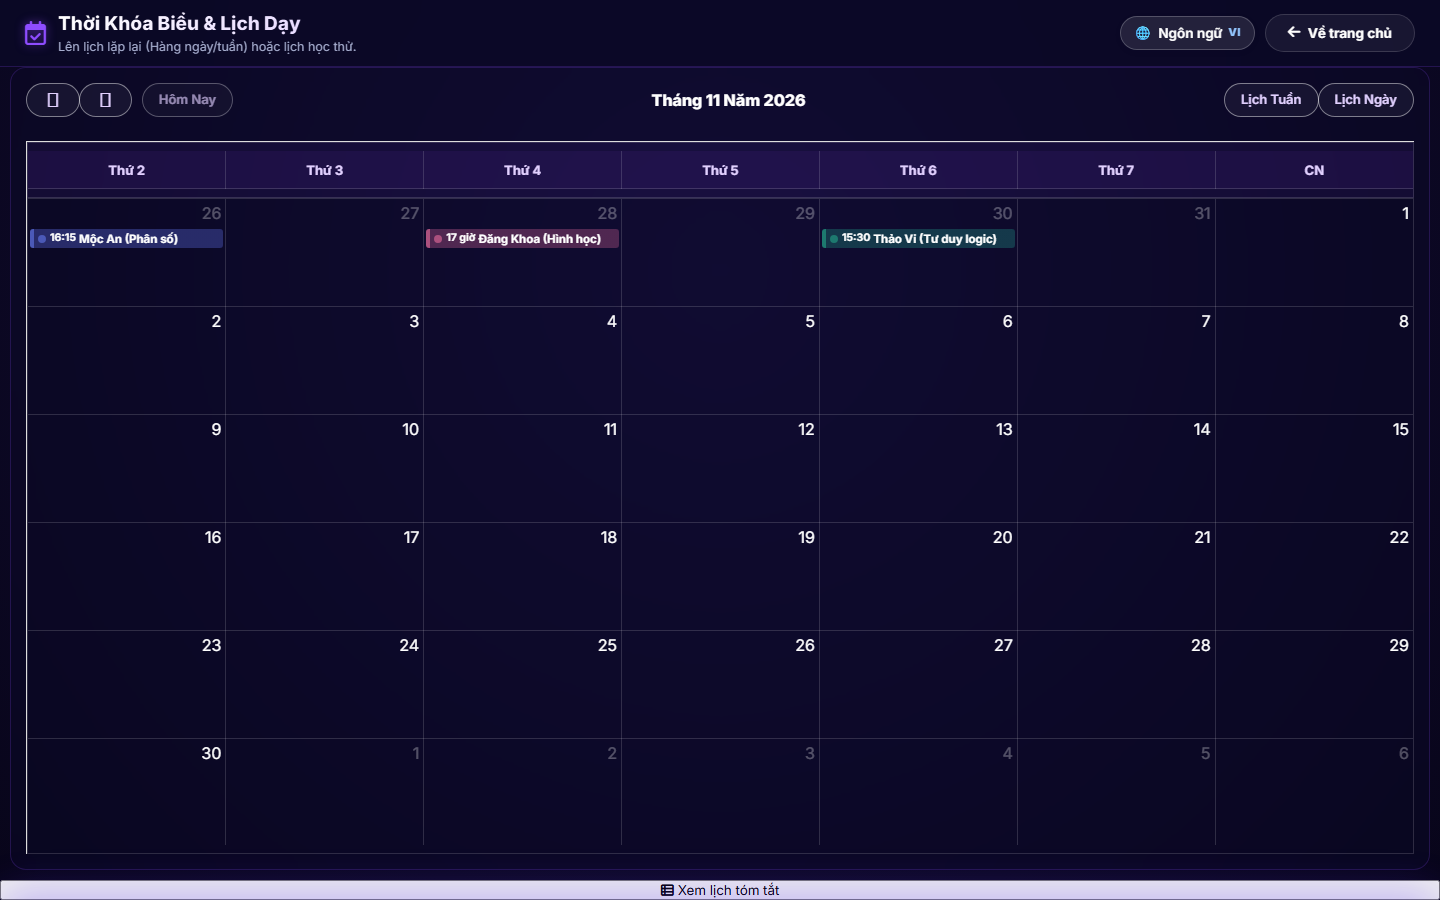 Thời Khóa Biểu & Lịch Dạy
Lên lịch lặp lại (Hàng ngày/tuần) hoặc lịch học thử.
Ngôn ngữ VI
Về trang chủ
Hôm Nay
Tháng 11 Năm 2026
Lịch Tuần
Lịch Ngày
Thứ 2 Thứ 3 Thứ 4 Thứ 5 Thứ 6 Thứ 7 CN
26 27 28 29 30 31 1
16:15 Mộc An (Phân số)
17 giờ Đăng Khoa (Hình học)
15:30 Thảo Vi (Tư duy logic)
2 3 4 5 6 7 8
9 10 11 12 13 14 15
16 17 18 19 20 21 22
23 24 25 26 27 28 29
30 1 2 3 4 5 6
Xem lịch tóm tắt